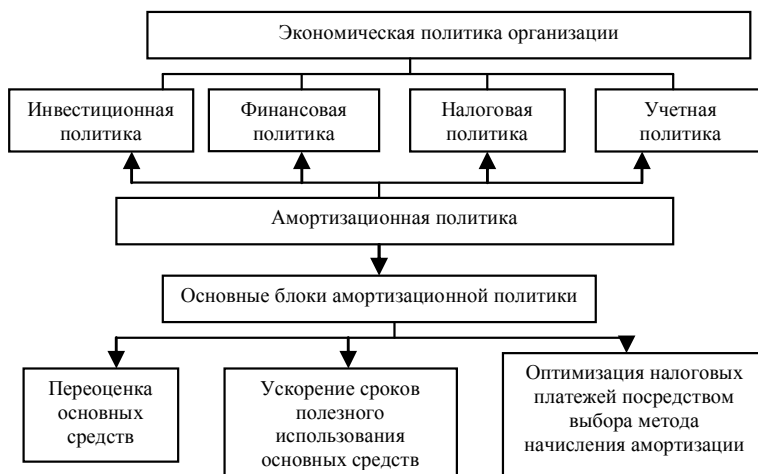 Экономическая политика организации
Инвестиционная
политика
Финансовая
политика
Налоговая
политика
Учетная
политика
Амортизационная политика
Основные блоки амортизационной политики
Переоценка
основных
средств
Ускорение сроков
полезного
использования
основных средств
Оптимизация налоговых
платежей посредством
выбора метода
начисления амортизации